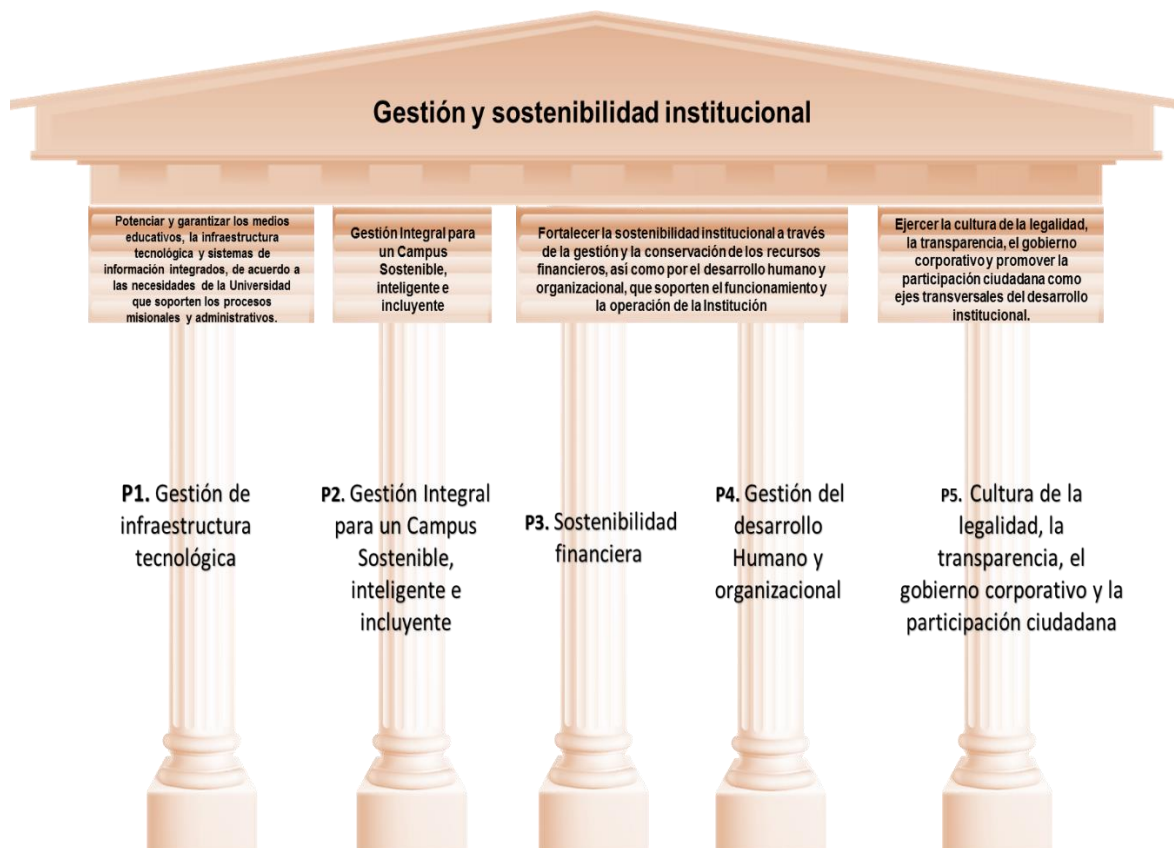 Gestión y sostenibilidad institucional
Potenciar y garantizar los medios
educativos, la infraestructura
tecnológica y sistemas de
información integrados, de acuerdo a
las necesidades de la Universidad
que soporten los procesos
misionales y administrativos.
Gestión Integral para
un Campus
Sostenible,
inteligente e
incluyente
Fortalecer la sostenibilidad institucional a través
de la gestión y la conservación de los recursos
financieros, así como por el desarrollo humano y
organizacional, que soporten el funcionamiento y
la operación de la Institución
Ejercer la cultura de la legalidad,
la transparencia, el gobierno
corporativo y promover la
participación ciudadana como
ejes transversales del desarrollo
institucional.
P1. Gestión de
infraestructura
tecnológica
P2. Gestión Integral
para un Campus
Sostenible,
inteligente e
incluyente
P3. Sostenibilidad
financiera
P4. Gestión del
desarrollo
Humano y
organizacional
P5. Cultura de la
legalidad, la
transparencia, el
gobierno corporativo y la
participación ciudadana